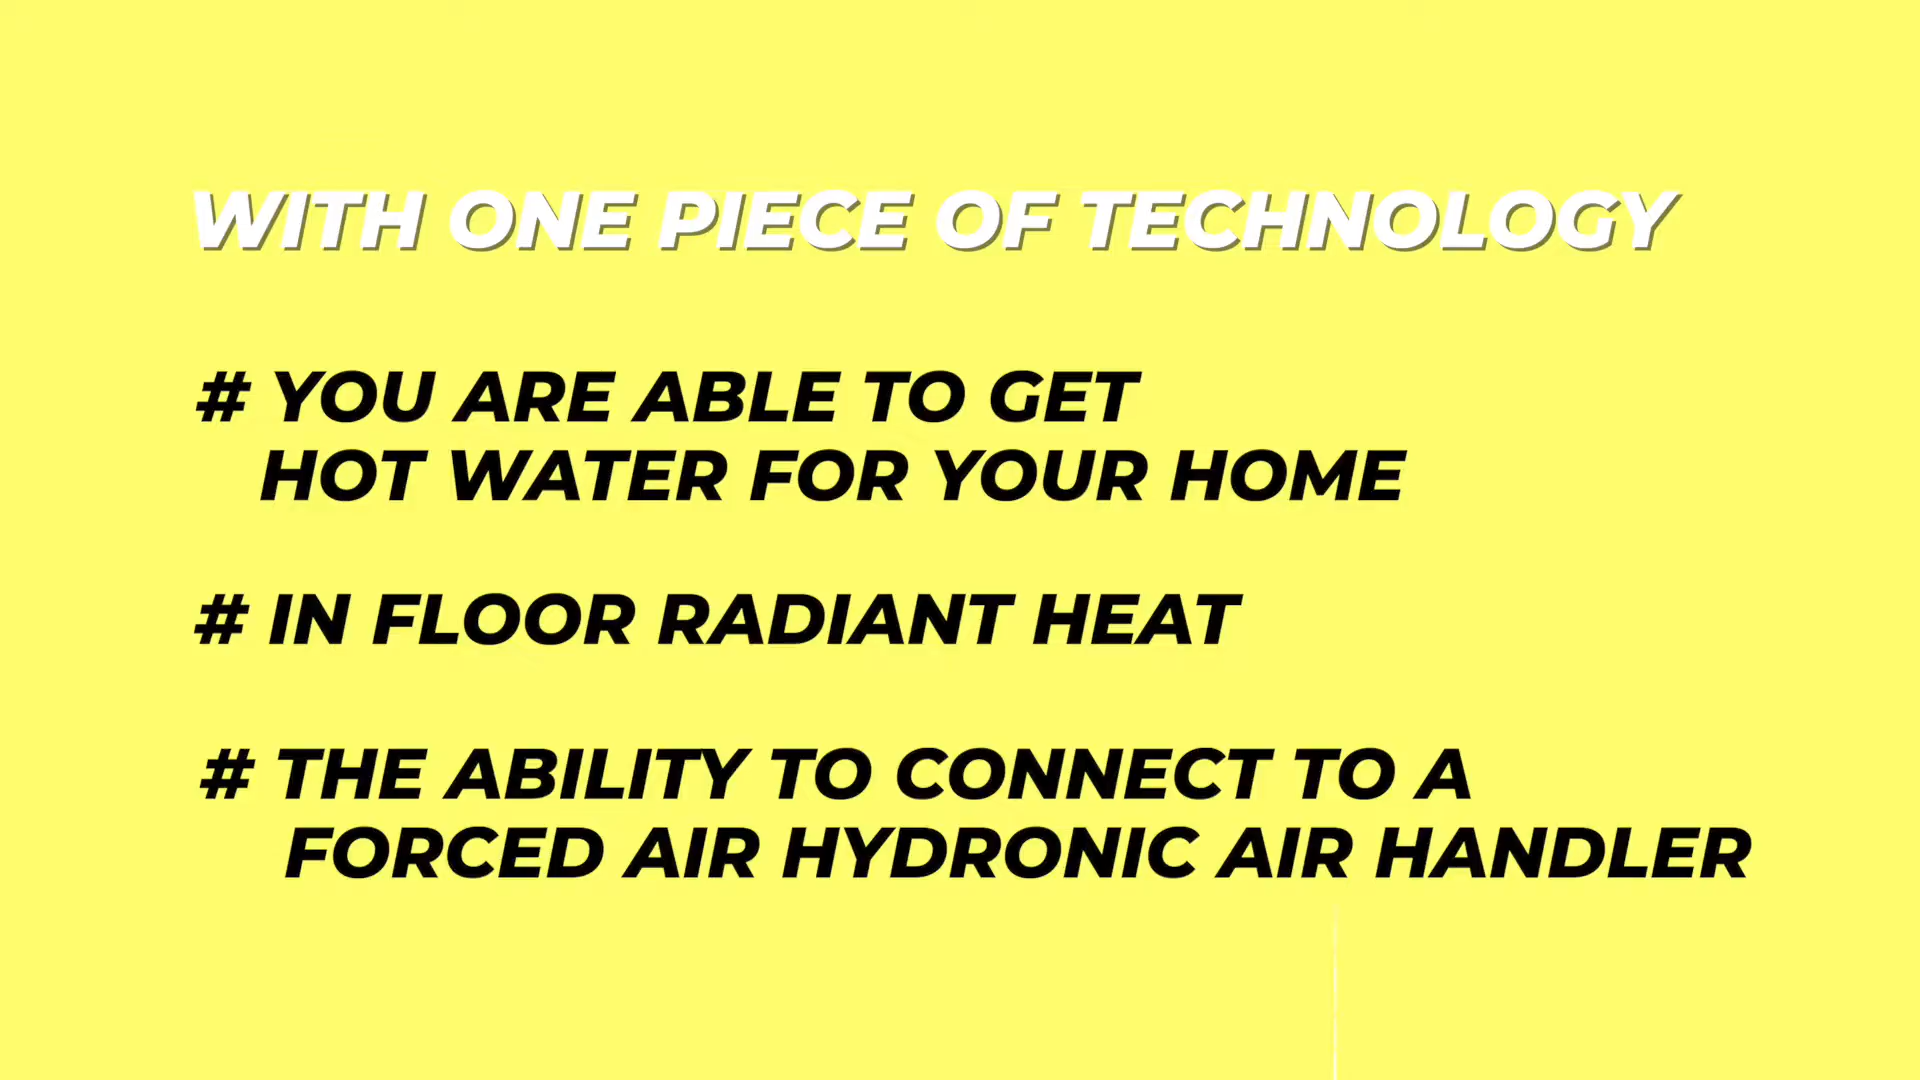 WITH ONE PIECE OF TECHNOLOGY
# YOU ARE ABLE TO GET
HOT WATER FOR YOUR HOME
# IN FLOOR RADIANT HEAT
# THE ABILITY TO CONNECT TO A
FORCED AIR HYDRONIC AIR HANDLER